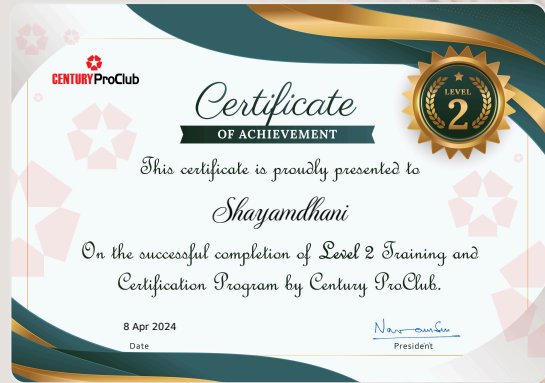 CENTURY ProClub
Certificate
OF ACHIEVEMENT
LEVEL
2
This certificate is proudly presented to
Shayamdhani
On the successful completion of Level 2 Training and
Certification Program by Century ProClub.
8 Apr 2024
Date
President